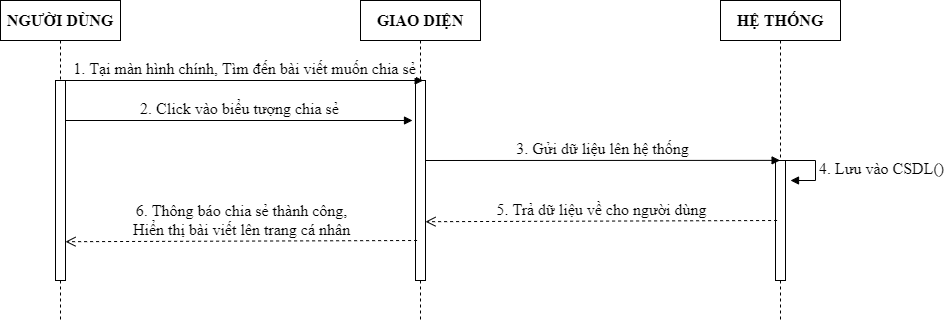 NGƯỜI DÙNG
GIAO DIỆN
HỆ THỐNG
1. Tại màn hình chính, Tìm đến bài viết muốn chia sẻ
2. Click vào biểu tượng chia sẻ
3. Gửi dữ liệu lên hệ thống
4. Lưu vào CSDL()
5. Trả dữ liệu về cho người dùng
6. Thông báo chia sẻ thành công,
Hiển thị bài viết lên trang cá nhân